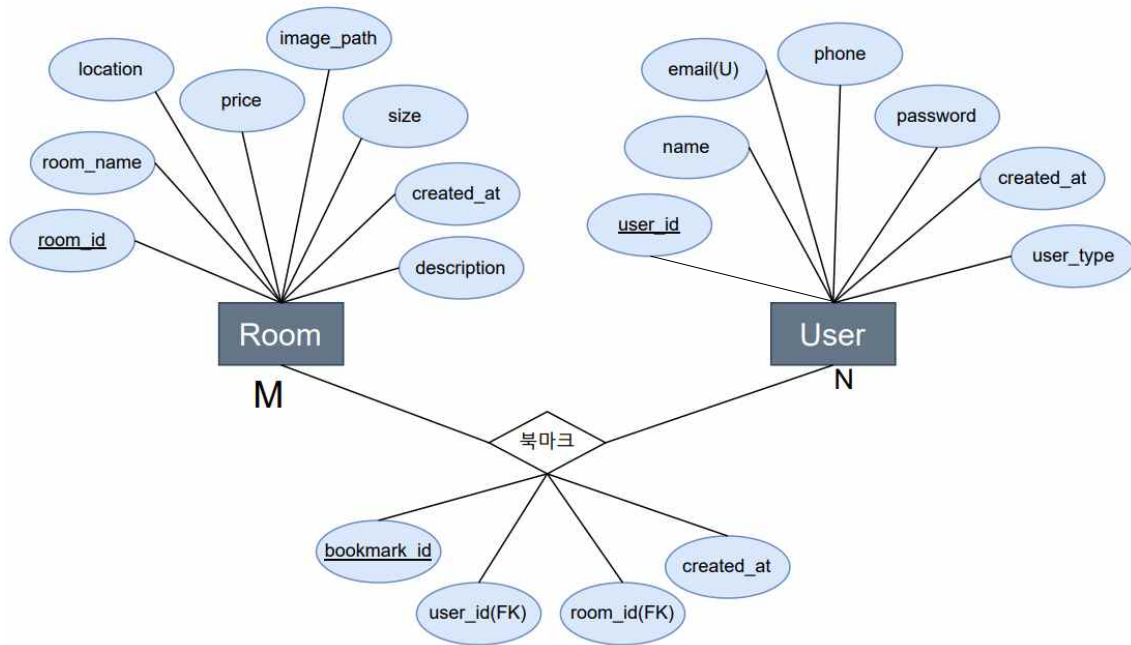 image_path
location
price
size
room_name
created_at
room_id
description
Room
M
email(U)
phone
password
name
created_at
user_id
user_type
User
N
북마크
bookmark_id
user_id(FK)
room_id(FK)
created_at